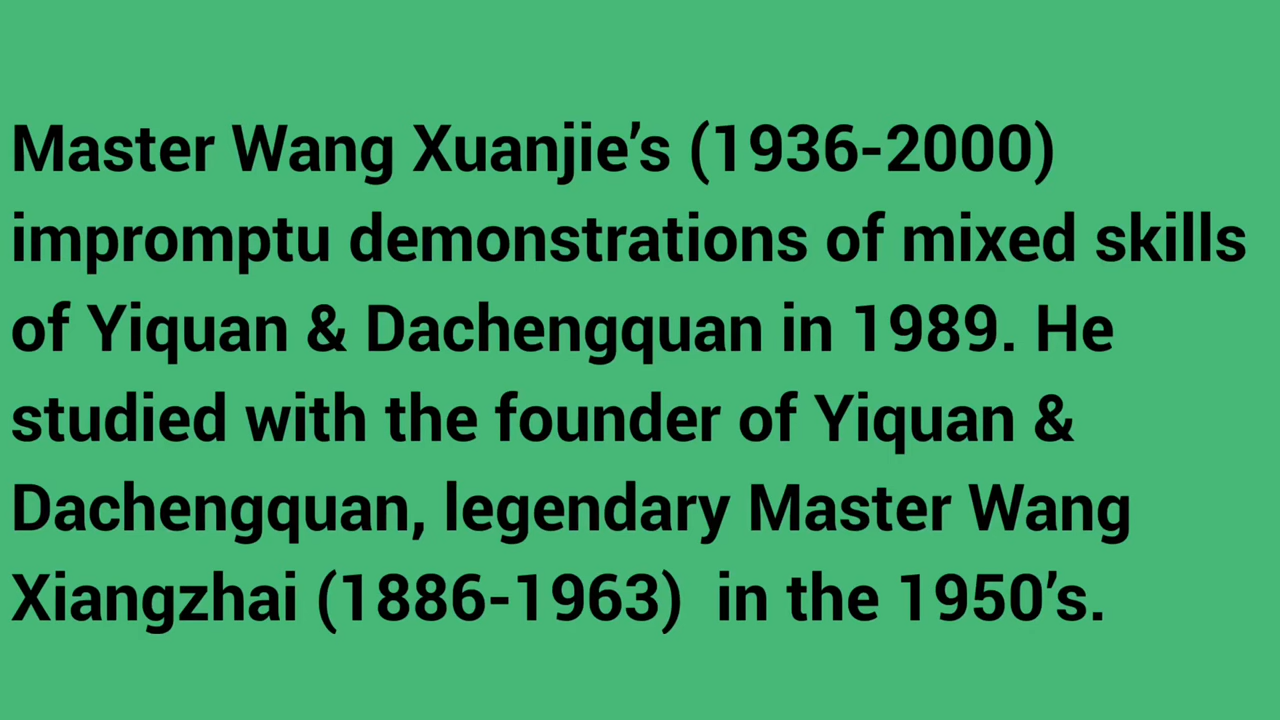 Master Wang Xuanjie’s (1936-2000)
impromptu demonstrations of mixed skills
of Yiquan & Dachengquan in 1989. He
studied with the founder of Yiquan &
Dachengquan, legendary Master Wang
Xiangzhai (1886-1963)  in the 1950’s.